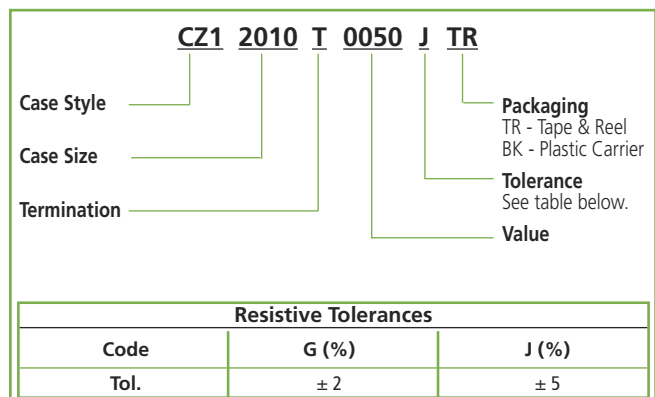 CZ1 2010 T 0050 J TR
Case Style
Case Size
Termination
Packaging
TR - Tape & Reel
BK - Plastic Carrier
Tolerance
See table below.
Value
Resistive Tolerances
Code G (%) J (%)
Tol. ± 2 ± 5